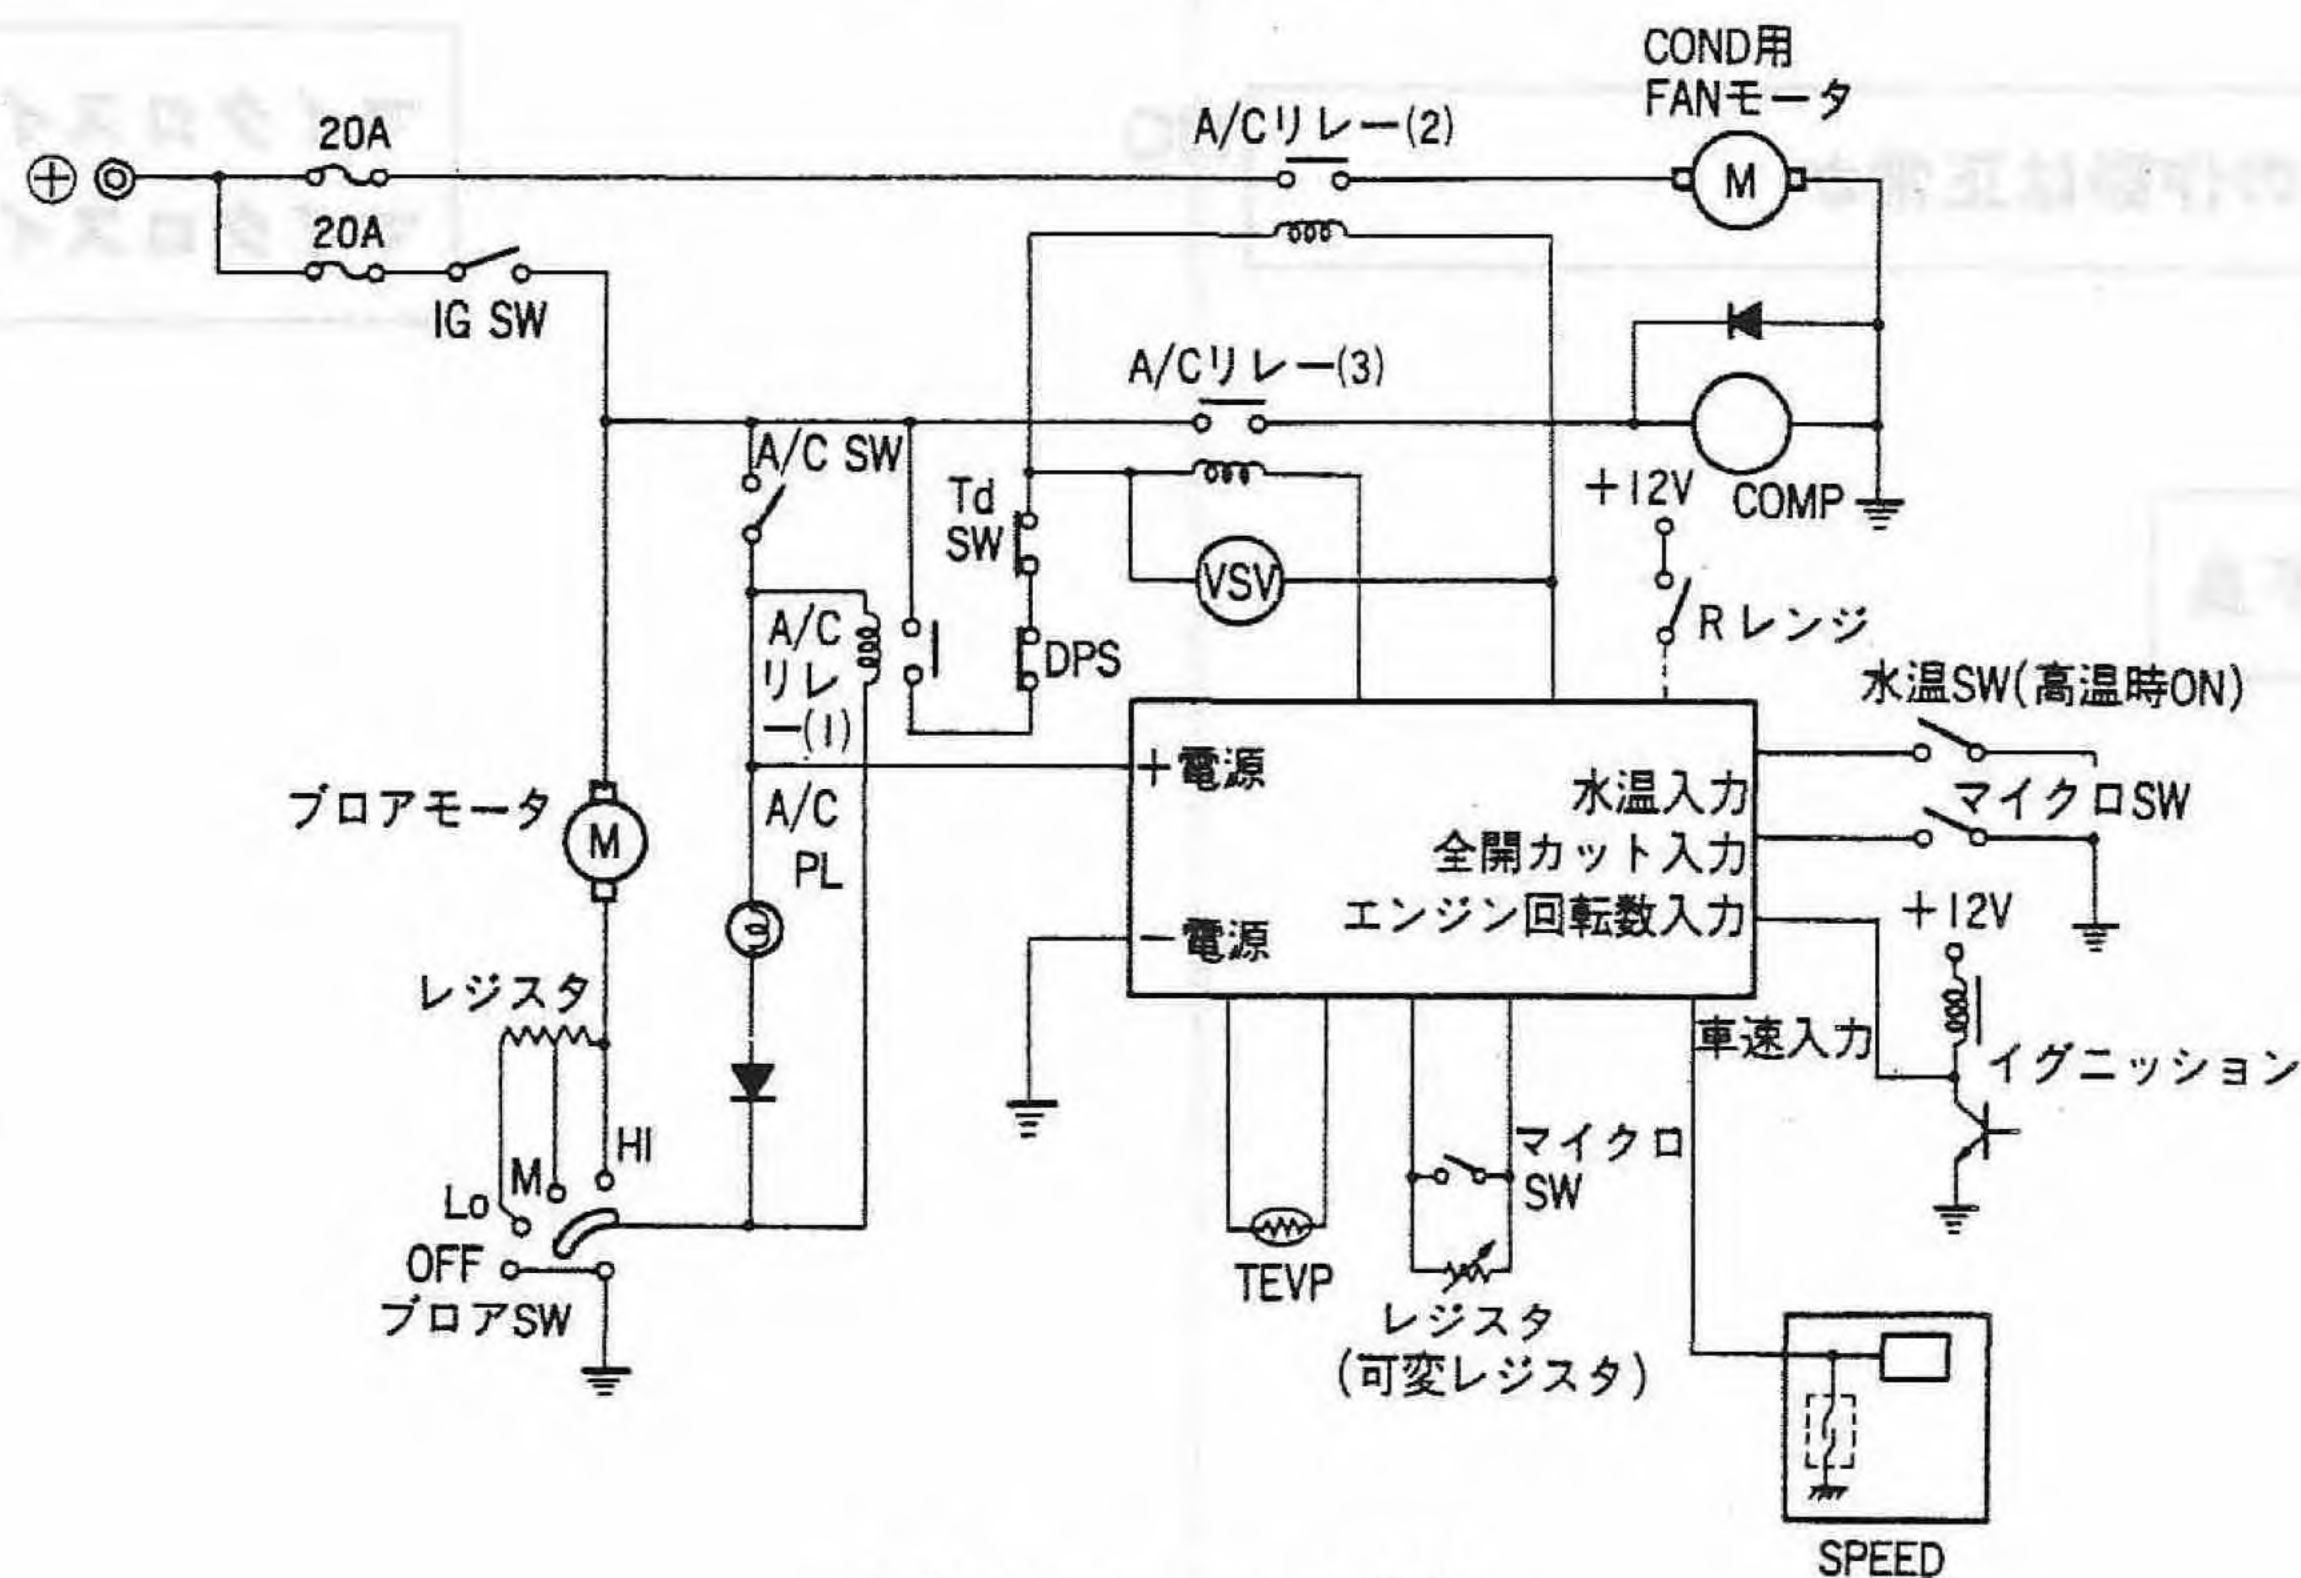 COND用
FANモータ
A/Cリレー(2)
20A
M
20A
IG SW
A/Cリレー(3)
A/C SW
Td
SW
+12V
COMP
VSV
A/C
リレ
ー(1)
DPS
Rレンジ
水温SW(高温時ON)
+電源
水温入力
マイクロSW
ブロアモータ
M
A/C
PL
全開カット入力
エンジン回転数入力
+12V
−電源
レジスタ
車速入力
イグニッション
HI
M
Lo
マイクロ
SW
OFF
ブロアSW
TEVP
レジスタ
(可変レジスタ)
SPEED